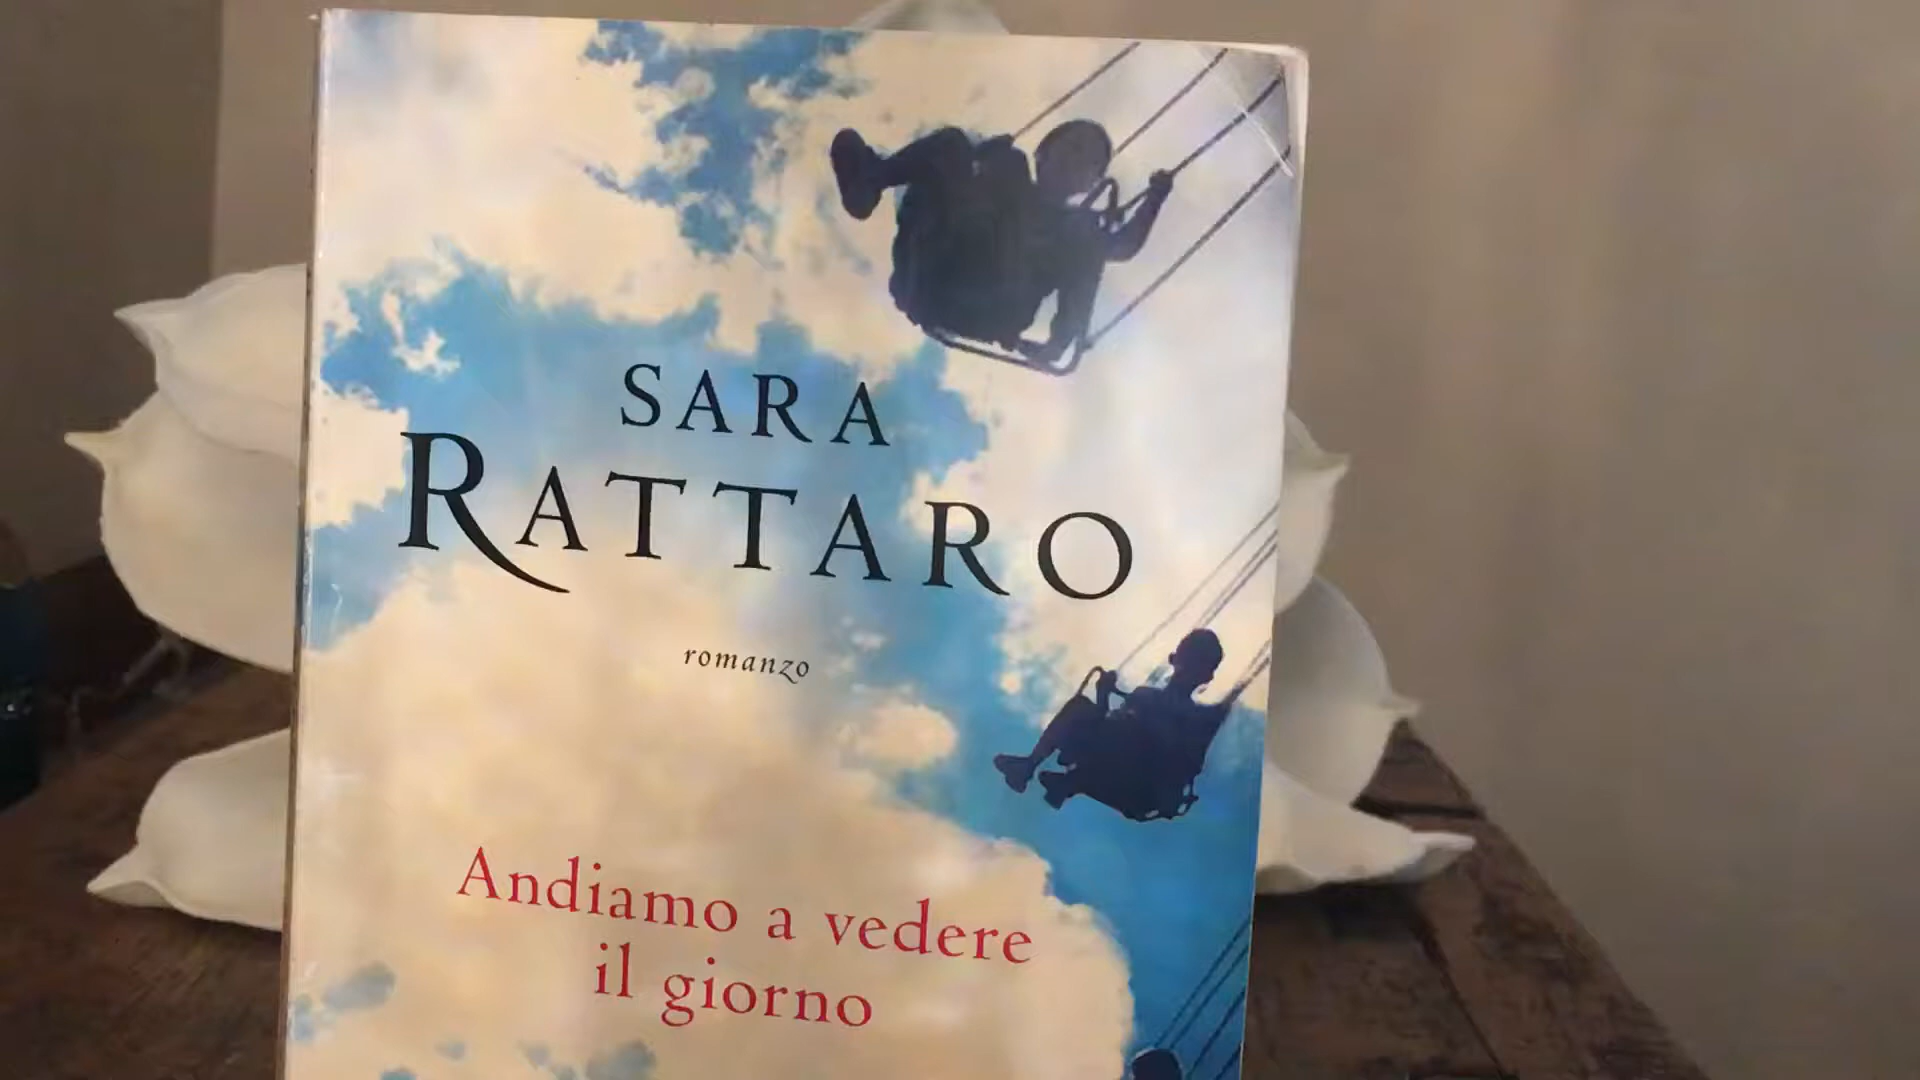 SARA
RATTARO
romanzo
Andiamo a vedere
il giorno